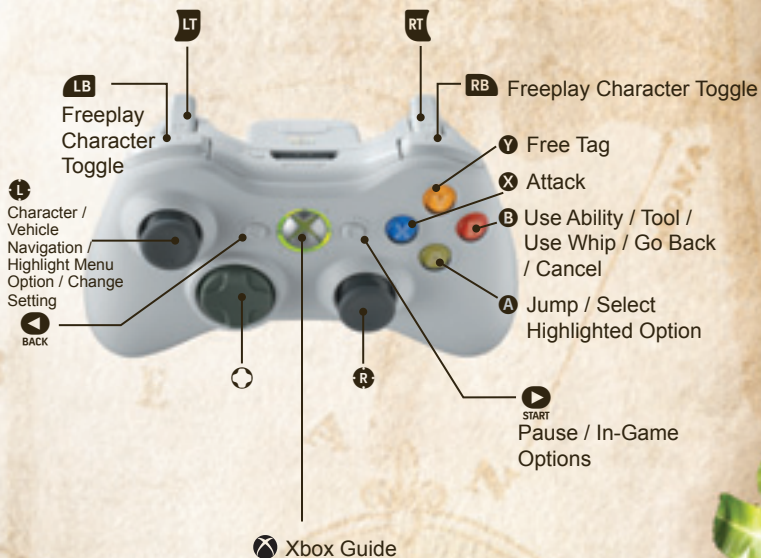 LT
RT
LB
Freeplay
Character
Toggle
RB Freeplay Character Toggle
Y Free Tag
X Attack
B Use Ability / Tool /
Use Whip / Go Back
/ Cancel
A Jump / Select
Highlighted Option
L
Character /
Vehicle
Navigation /
Highlight Menu
Option / Change
Setting
BACK
R
START
Pause / In-Game
Options
Xbox Guide